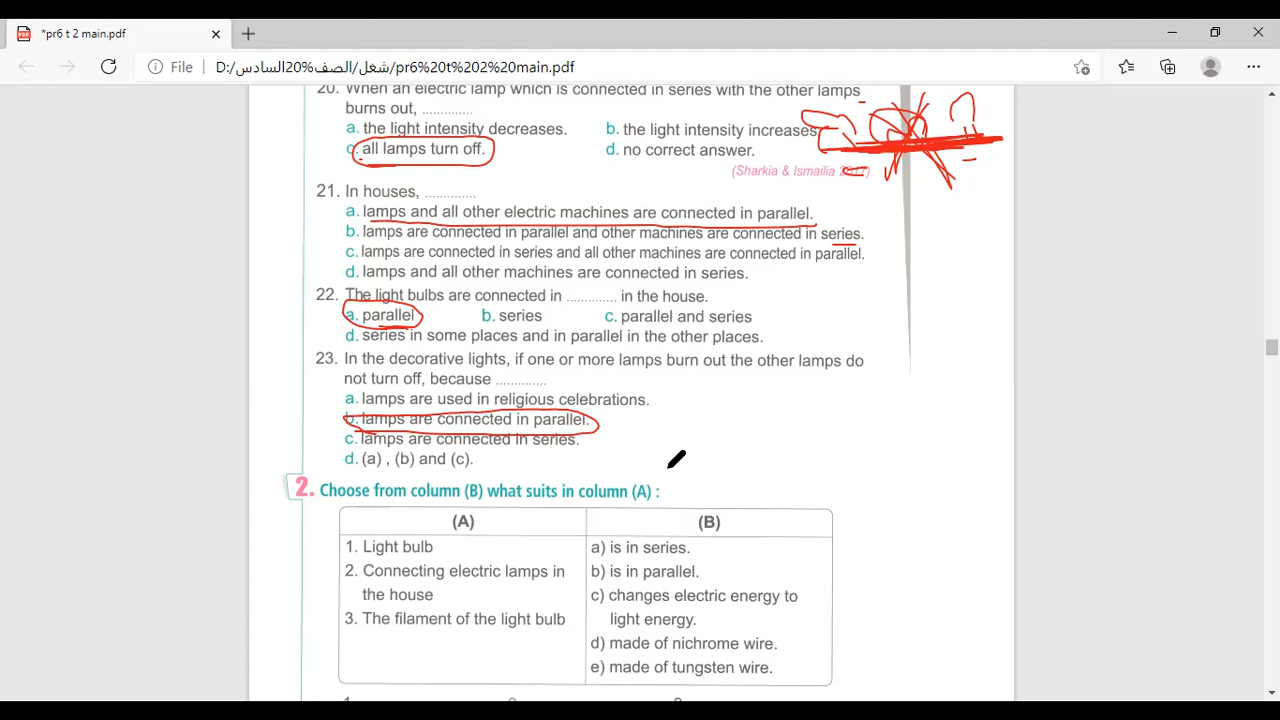 *pr6 t 2 main.pdf
File
D:/شغل/الصف%20السادس/pr6%20t%202%20main.pdf
20. When an electric lamp which is connected in series with the other lamps
burns out, .............
a. the light intensity decreases.
b. the light intensity increases
c. all lamps turn off.
d. no correct answer.
(Sharkia & Ismailia 2017)
21. In houses, .............
a. lamps and all other electric machines are connected in parallel.
b. lamps are connected in parallel and other machines are connected in series.
c. lamps are connected in series and all other machines are connected in parallel.
d. lamps and all other machines are connected in series.
22. The light bulbs are connected in ............. in the house.
a. parallel
b. series
c. parallel and series
d. series in some places and in parallel in the other places.
23. In the decorative lights, if one or more lamps burn out the other lamps do
not turn off, because .............
a. lamps are used in religious celebrations.
b. lamps are connected in parallel.
c. lamps are connected in series.
d. (a) , (b) and (c).
2. Choose from column (B) what suits in column (A) :
(A)
(B)
1. Light bulb
2. Connecting electric lamps in
the house
3. The filament of the light bulb
a) is in series.
b) is in parallel.
c) changes electric energy to
light energy.
d) made of nichrome wire.
e) made of tungsten wire.